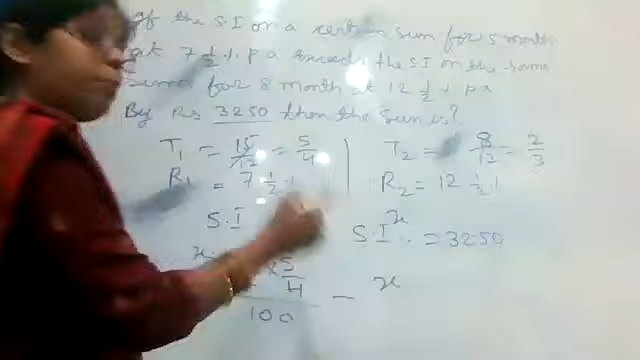 If the S.I on a certain sum for 15 month
at 7 1/2 % p.a exceeds the S.I on the same
sum for 8 month at 12 1/2 % p.a
By Rs 3250 then the sum is?
T1 = 15/12 = 5/4 T2 = 8/12 = 2/3
R1 = 7 1/2 % R2 = 12 1/2 %
S.I x S.I = 3250
x × 5/4 / 100 - x